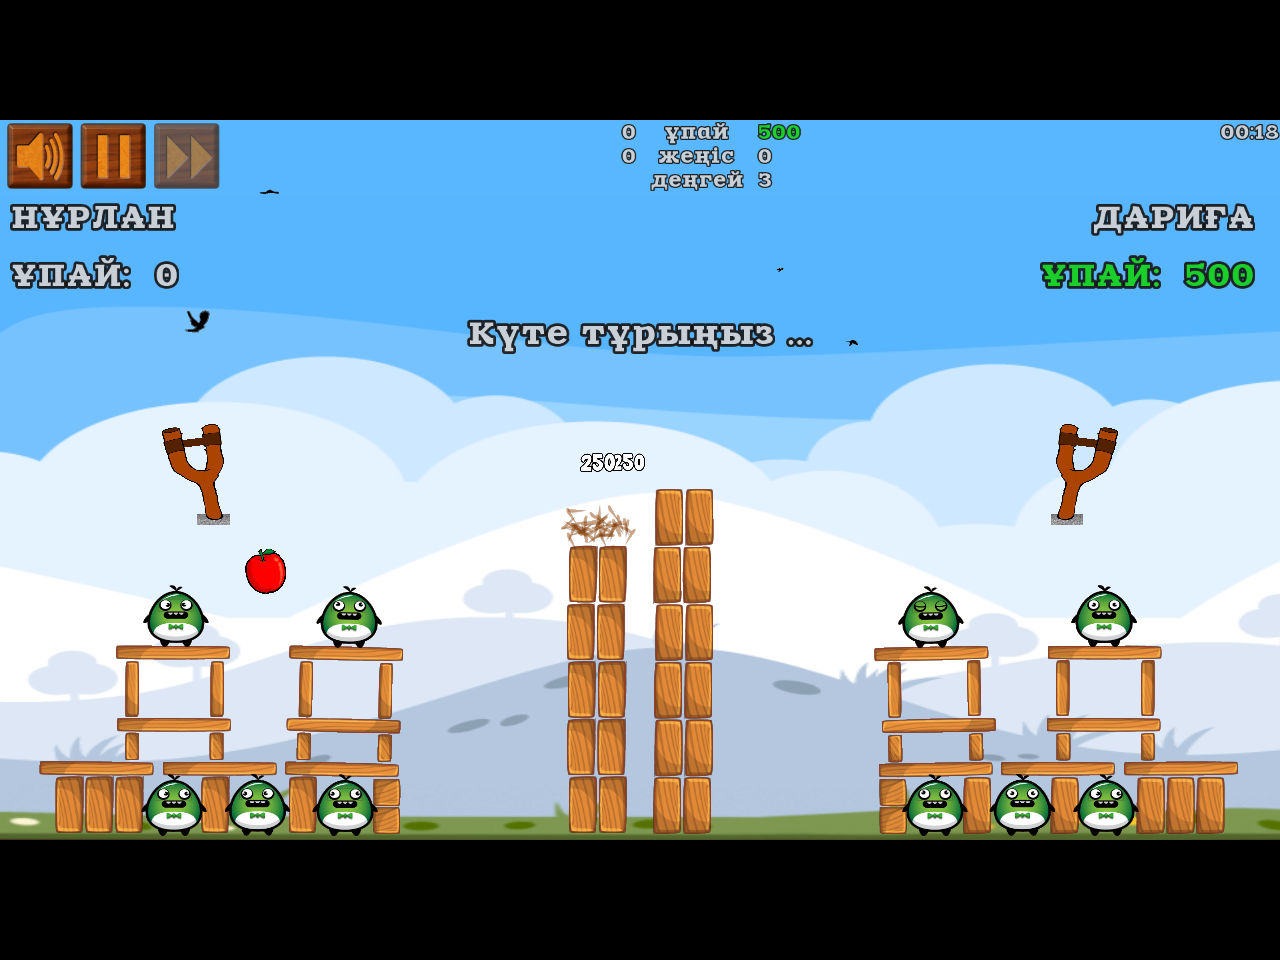 0 ұпай 500
0 жеңіс 0
деңгей 3
00:18
НҰРЛАН
ДАРИҒА
ҰПАЙ: 0
ҰПАЙ: 500
Күте тұрыңыз ...
250250